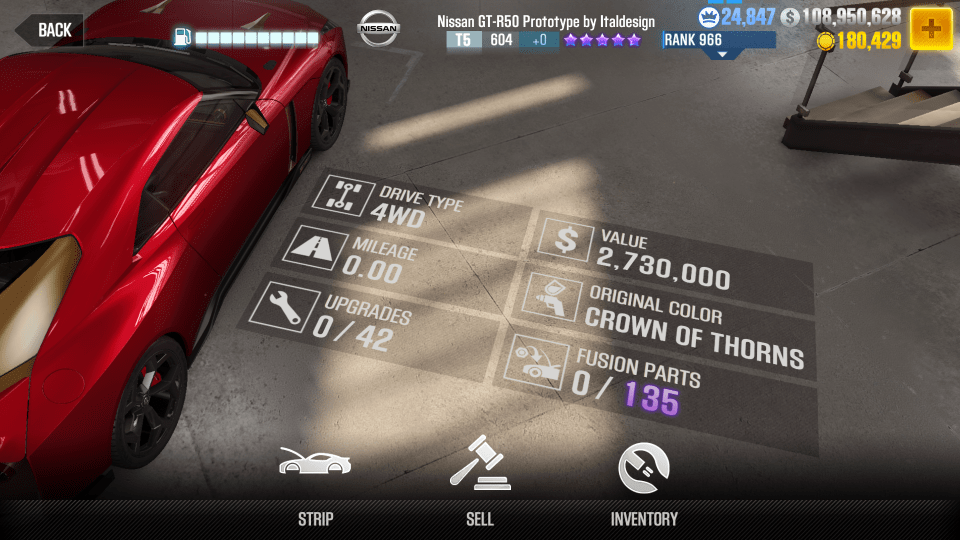 BACK
NISSAN
Nissan GT-R50 Prototype by Italdesign
T5 604 +0
24,847
108,950,628
RANK 966
180,429
DRIVE TYPE
4WD
MILEAGE
0.00
UPGRADES
0/42
VALUE
2,730,000
ORIGINAL COLOR
CROWN OF THORNS
FUSION PARTS
0/135
STRIP
SELL
INVENTORY